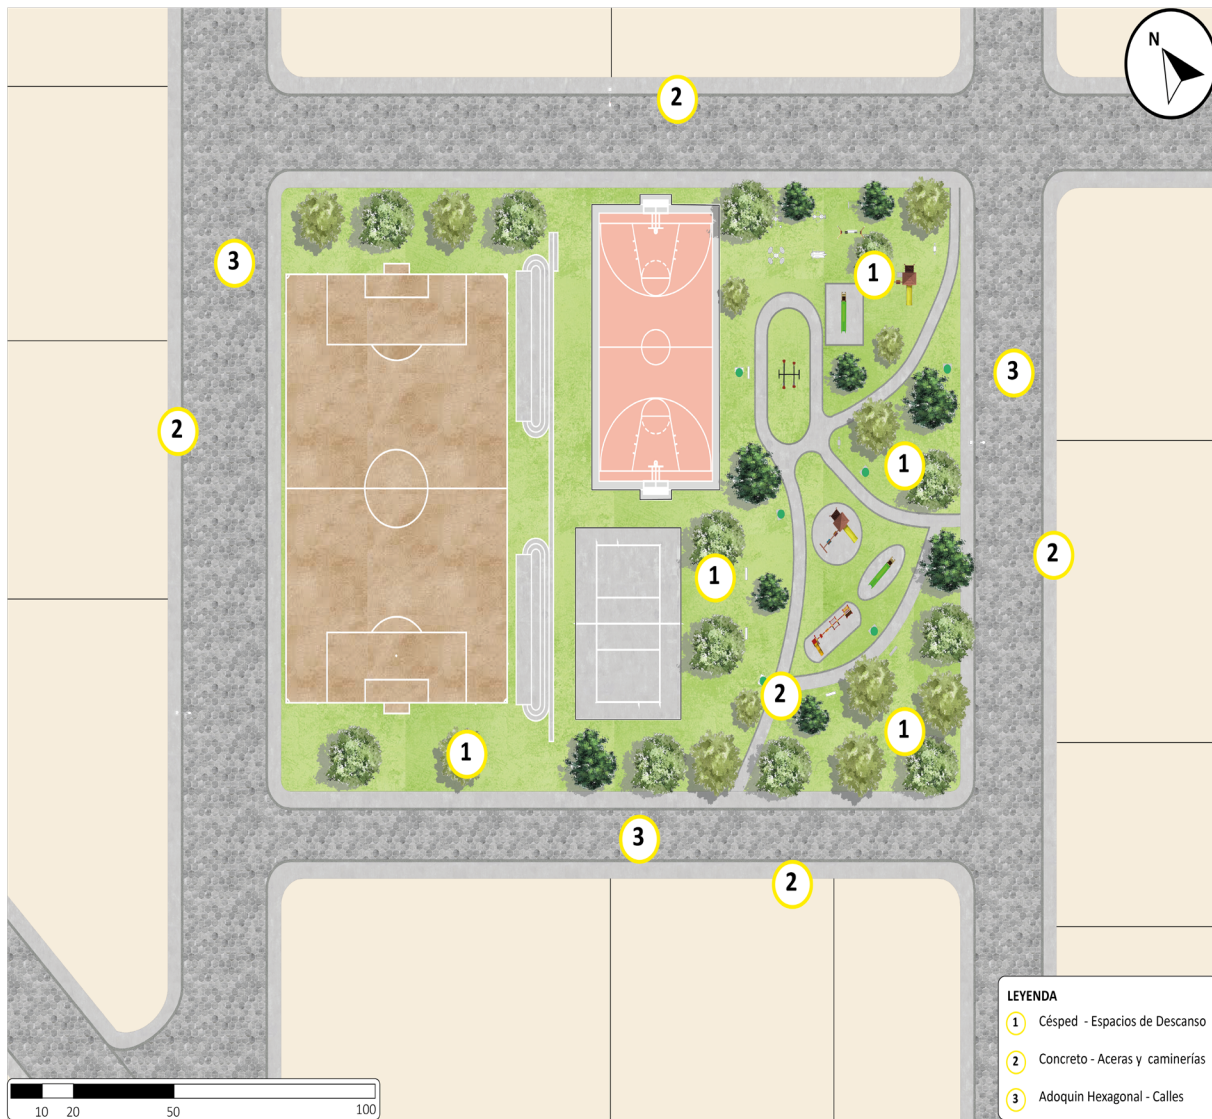 N
2
3
1
3
2
1
2
1
2
1
1
3
2
LEYENDA
1 Césped - Espacios de Descanso
2 Concreto - Aceras y caminerías
3 Adoquin Hexagonal - Calles
10 20 50 100